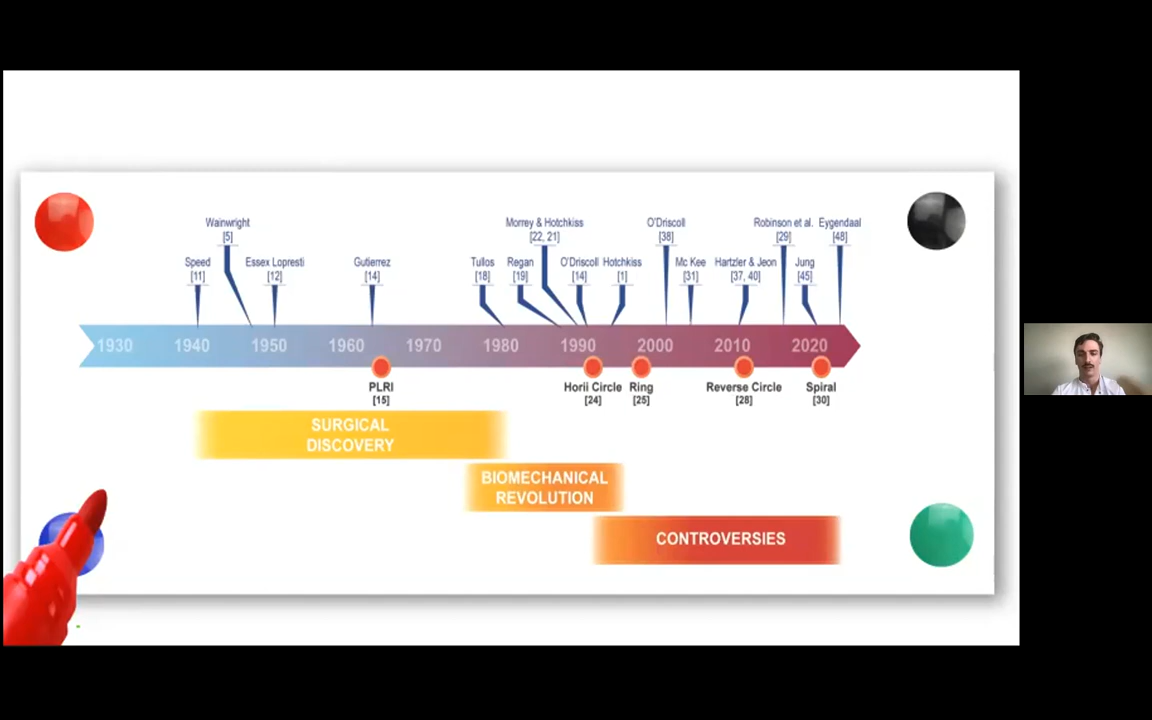 Wainwright
[5]
Morrey & Hotchkiss
[22, 21]
O'Driscoll
[38]
Robinson et al.
[29]
Eygendaal
[48]
Speed
[11]
Essex Lopresti
[12]
Gutierrez
[14]
Tullos
[18]
Regan
[19]
O'Driscoll
[14]
Hotchkiss
[1]
Mc Kee
[31]
Hartzler & Jeon
[37, 40]
Jung
[45]
1930 1940 1950 1960 1970 1980 1990 2000 2010 2020
PLRI
[15]
Horii Circle
[24]
Ring
[25]
Reverse Circle
[28]
Spiral
[30]
SURGICAL
DISCOVERY
BIOMECHANICAL
REVOLUTION
CONTROVERSIES